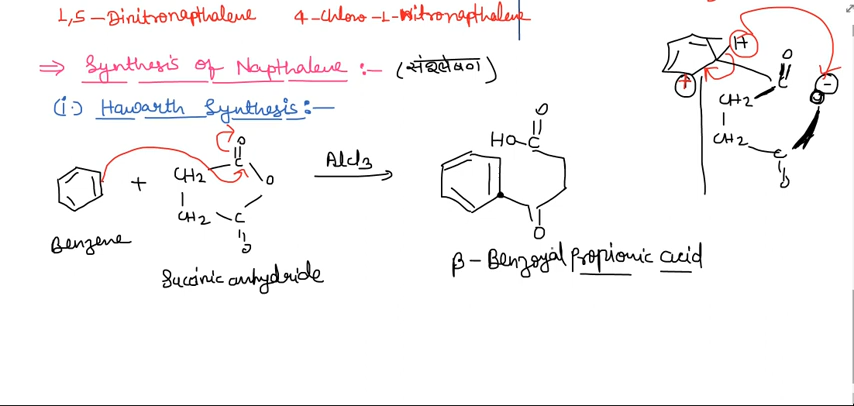 1,5-Dinitronapthalene 4-Chloro-1-Nitronapthalene
⇒ Synthesis of Napthalene :- (संश्लेषण)
(i.) Hawarth Synthesis :-
H
O
C
+
-
O
CH2
CH2
C
O
O
C
CH2
O
CH2
C
O
+
AlCl3
O
HO-C
O
Benzene
Succinic anhydride
β - Benzoyal propionic acid